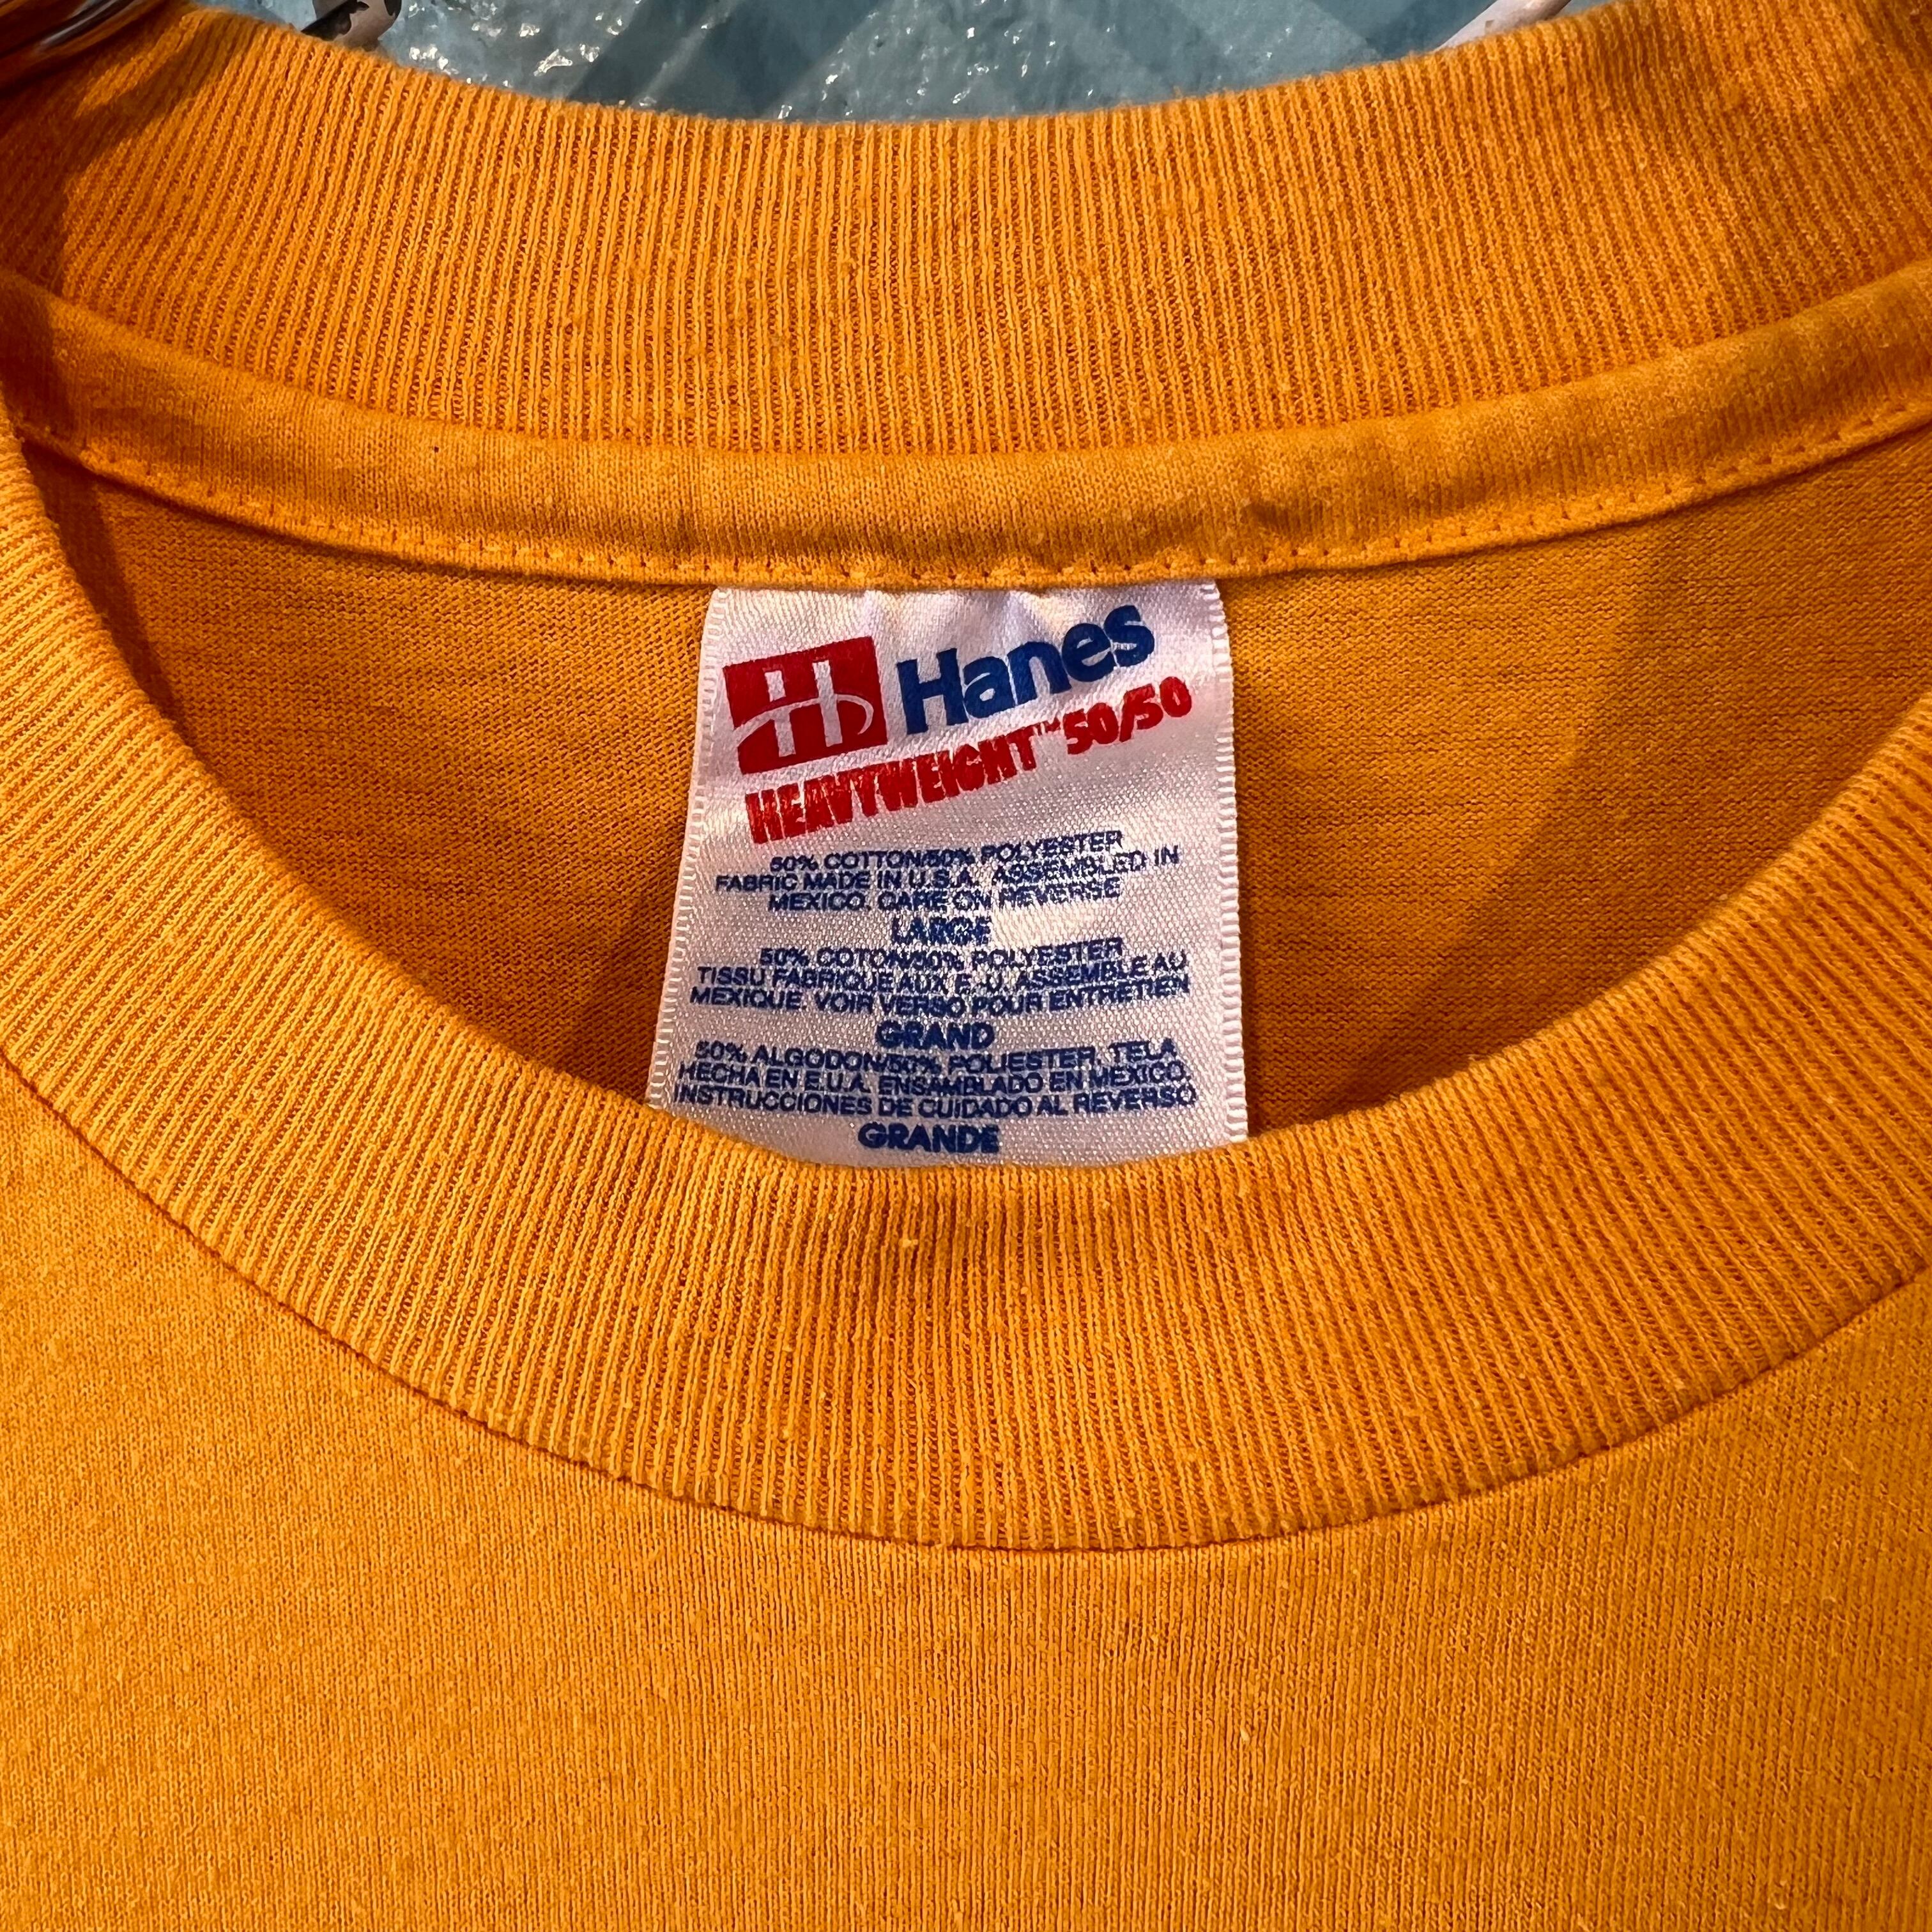 H Hanes
HEAVYWEIGHT™ 50/50
50% COTTON/50% POLYESTER
FABRIC MADE IN U.S.A. ASSEMBLED IN
MEXICO. CARE ON REVERSE
LARGE
50% COTON/50% POLYESTER
TISSU FABRIQUE AUX E.-U. ASSEMBLE AU
MEXIQUE. VOIR VERSO POUR ENTRETIEN
GRAND
50% ALGODON/50% POLIESTER. TELA
HECHA EN E.U.A. ENSAMBLADO EN MEXICO.
INSTRUCCIONES DE CUIDADO AL REVERSO
GRANDE